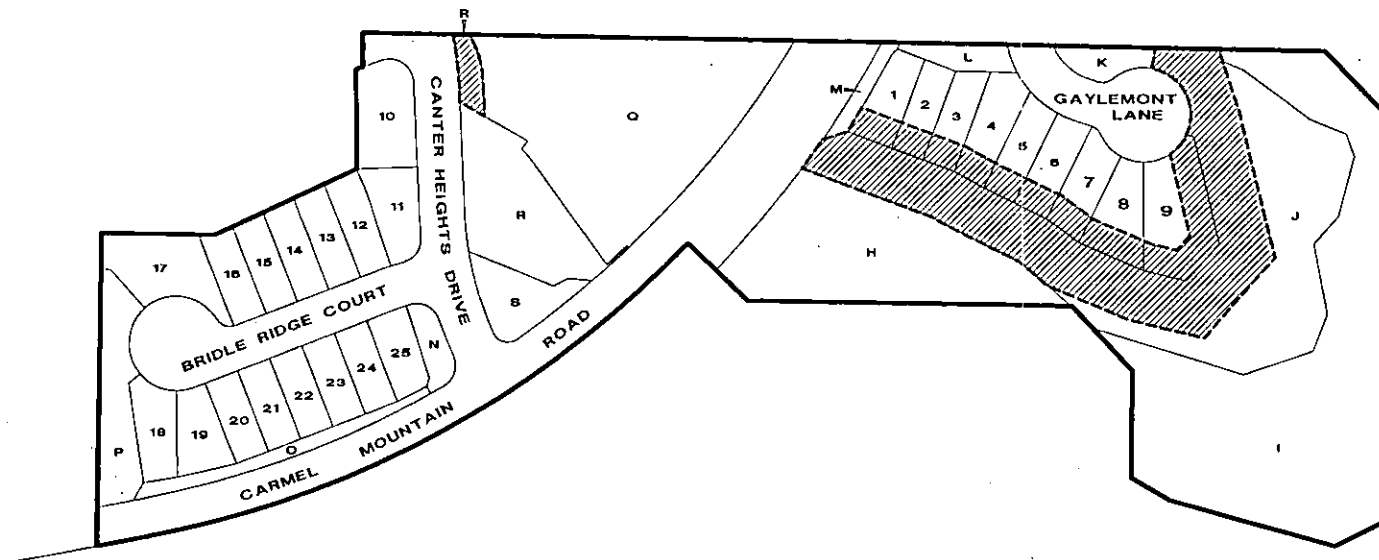 R
L
K
10
CANTER HEIGHTS DRIVE
Q
M
1
2
3
4
5
6
7
8
9
GAYLEMONT
LANE
17
16
15
14
13
12
11
R
H
J
S
BRIDLE RIDGE COURT
ROAD
P
18
19
20
21
22
23
24
25
N
O
CARMEL MOUNTAIN
I